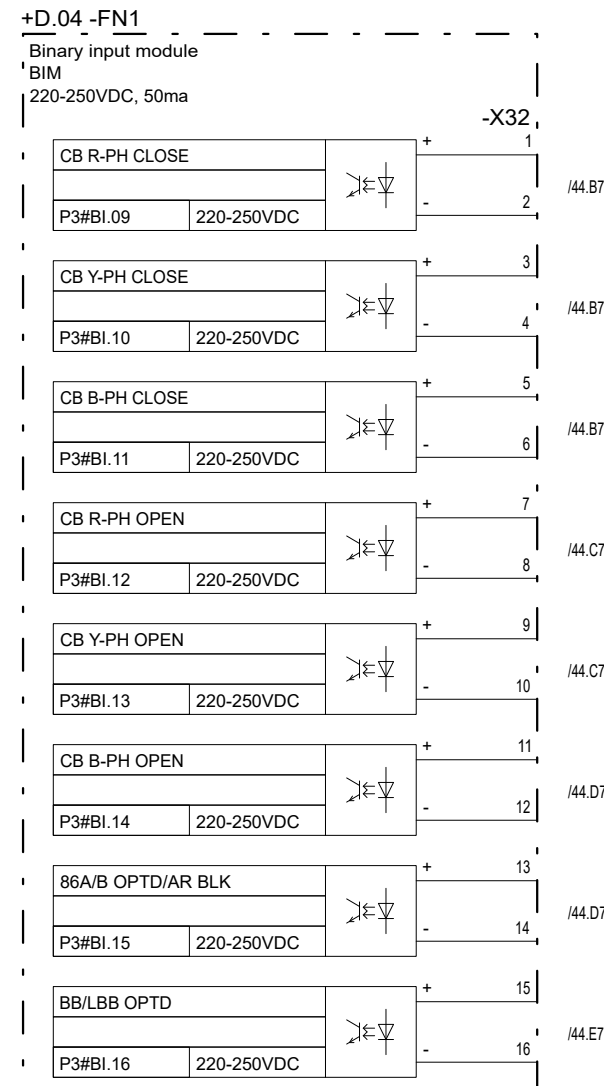 +D.04 -FN1
Binary input module
BIM
220-250VDC, 50ma
-X32
CB R-PH CLOSE + 1
/44.B7
P3#BI.09 220-250VDC - 2
CB Y-PH CLOSE + 3
/44.B7
P3#BI.10 220-250VDC - 4
CB B-PH CLOSE + 5
/44.B7
P3#BI.11 220-250VDC - 6
CB R-PH OPEN + 7
/44.C7
P3#BI.12 220-250VDC - 8
CB Y-PH OPEN + 9
/44.C7
P3#BI.13 220-250VDC - 10
CB B-PH OPEN + 11
/44.D7
P3#BI.14 220-250VDC - 12
86A/B OPTD/AR BLK + 13
/44.D7
P3#BI.15 220-250VDC - 14
BB/LBB OPTD + 15
/44.E7
P3#BI.16 220-250VDC - 16